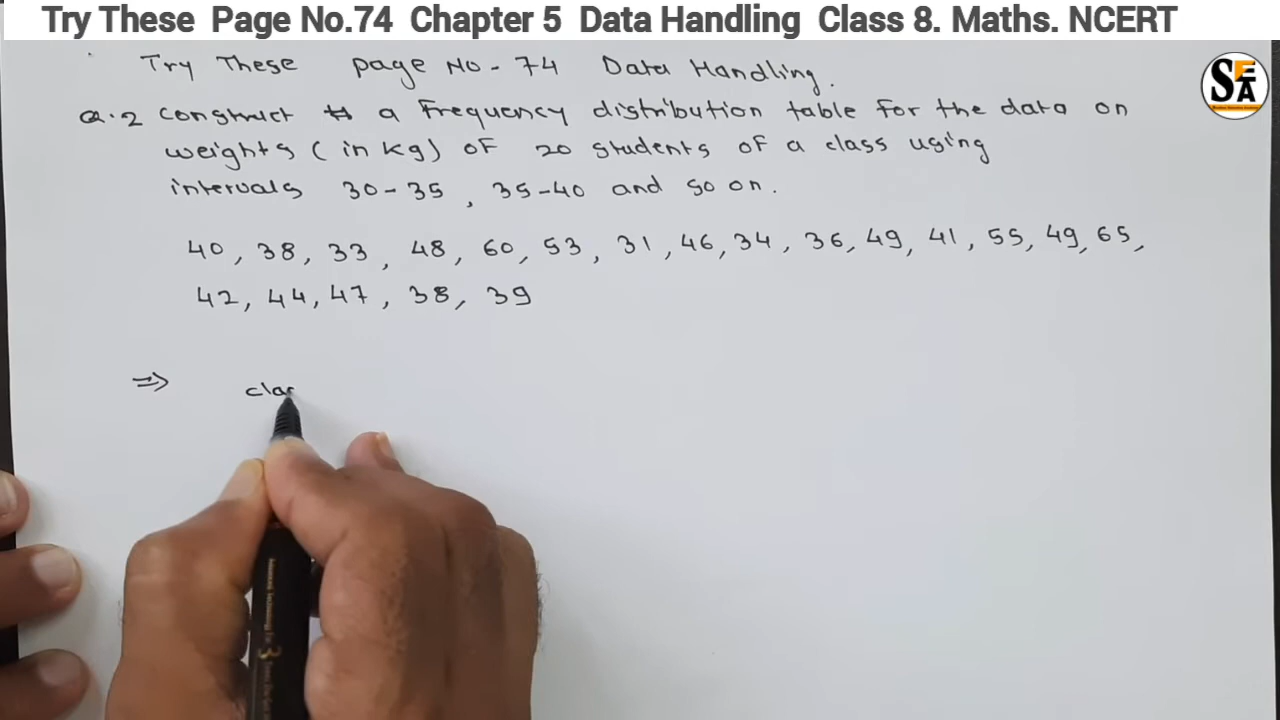 Try These Page No.74 Chapter 5 Data Handling Class 8. Maths. NCERT
Try These page No - 74 Data Handling.
Q.2 construct a frequency distribution table for the data on
weights (in kg) of 20 students of a class using
intervals 30-35, 35-40 and so on.
40, 38, 33, 48, 60, 53, 31, 46, 34, 36, 49, 41, 55, 49, 65,
42, 44, 47, 38, 39
⇒ clas
SETA